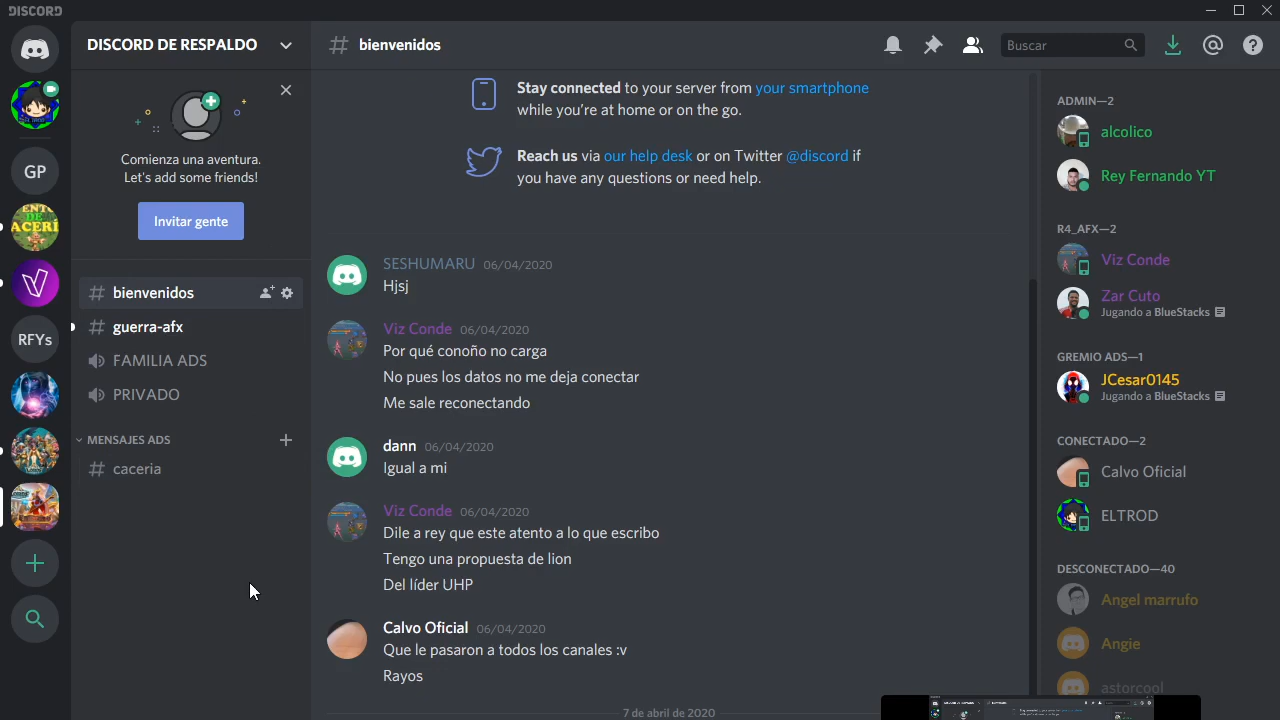 DISCORD
GP
ENTO
DE
ACERÍ
RFYs
DISCORD DE RESPALDO
Comienza una aventura.
Let's add some friends!
Invitar gente
# bienvenidos
# guerra-afx
FAMILIA ADS
PRIVADO
MENSAJES ADS
# caceria
# bienvenidos
Buscar
Stay connected to your server from your smartphone
while you're at home or on the go.
Reach us via our help desk or on Twitter @discord if
you have any questions or need help.
SESHUMARU 06/04/2020
Hjsj
Viz Conde 06/04/2020
Por qué conoño no carga
No pues los datos no me deja conectar
Me sale reconectando
dann 06/04/2020
Igual a mi
Viz Conde 06/04/2020
Dile a rey que este atento a lo que escribo
Tengo una propuesta de lion
Del líder UHP
Calvo Oficial 06/04/2020
Que le pasaron a todos los canales :v
Rayos
7 de abril de 2020
ADMIN—2
alcolico
Rey Fernando YT
R4_AFX—2
Viz Conde
Zar Cuto
Jugando a BlueStacks
GREMIO ADS—1
JCesar0145
Jugando a BlueStacks
CONECTADO—2
Calvo Oficial
ELTROD
DESCONECTADO—40
Angel marrufo
Angie
astorcool